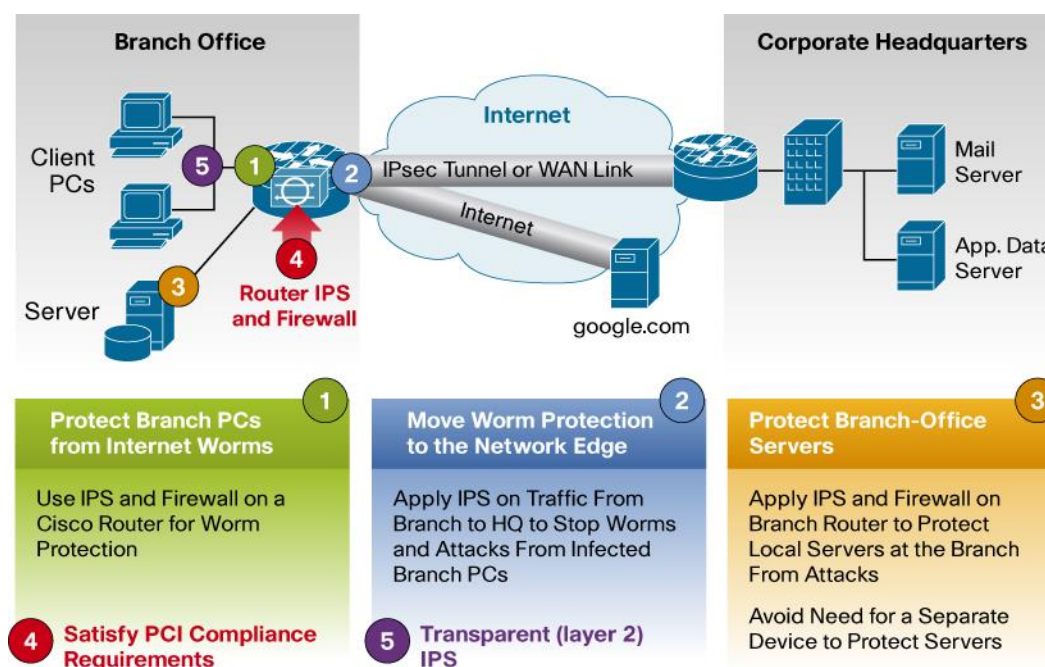 Branch Office
Corporate Headquarters
Internet
Client
PCs
5
1
2
IPsec Tunnel or WAN Link
Internet
Mail
Server
App. Data
Server
4
3
Server
Router IPS
and Firewall
google.com
1
Protect Branch PCs
from Internet Worms
Use IPS and Firewall on a
Cisco Router for Worm
Protection
4
Satisfy PCI Compliance
Requirements
2
Move Worm Protection
to the Network Edge
Apply IPS on Traffic From
Branch to HQ to Stop Worms
and Attacks From Infected
Branch PCs
5
Transparent (layer 2)
IPS
3
Protect Branch-Office
Servers
Apply IPS and Firewall on
Branch Router to Protect
Local Servers at the Branch
From Attacks
Avoid Need for a Separate
Device to Protect Servers